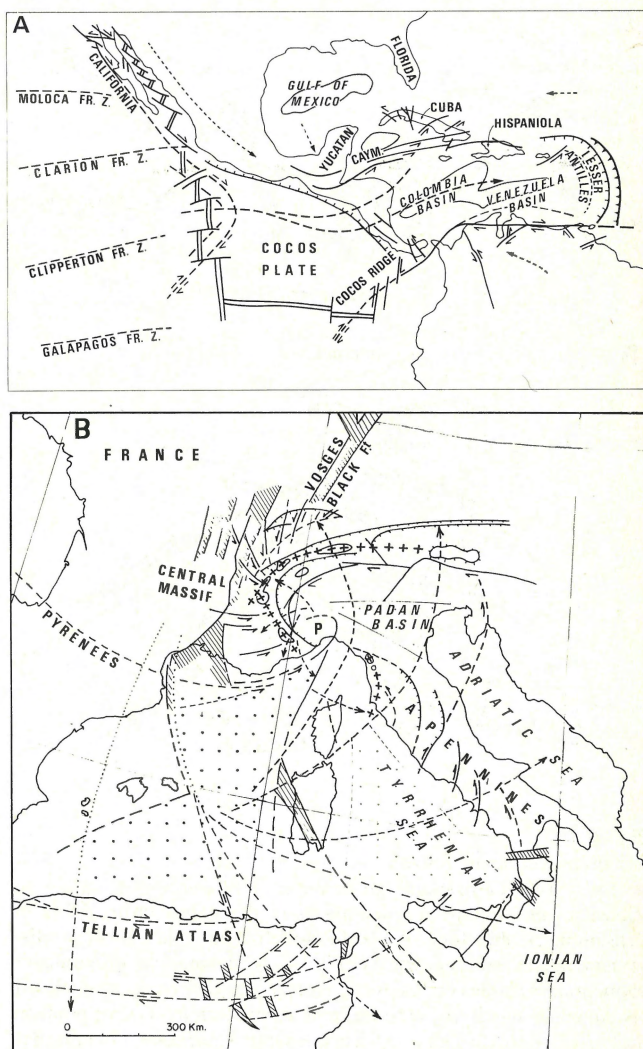 A
MOLOCA FR. Z.
CALIFORNIA
FLORIDA
GULF OF
MEXICO
YUCATAN
CAYM.
CUBA
HISPANIOLA
CLARION FR. Z.
COLOMBIA
BASIN
VENEZUELA
BASIN
LESSER
ANTILLES
CLIPPERTON FR. Z.
COCOS
PLATE
COCOS RIDGE
GALAPAGOS FR. Z.
B
FRANCE
VOSGES
BLACK Ft
CENTRAL
MASSIF
PYRENEES
P
PADAN
BASIN
ADRIATIC SEA
APENNINES
TYRRHENIAN
SEA
TELLIAN ATLAS
IONIAN
SEA
0 300 Km.